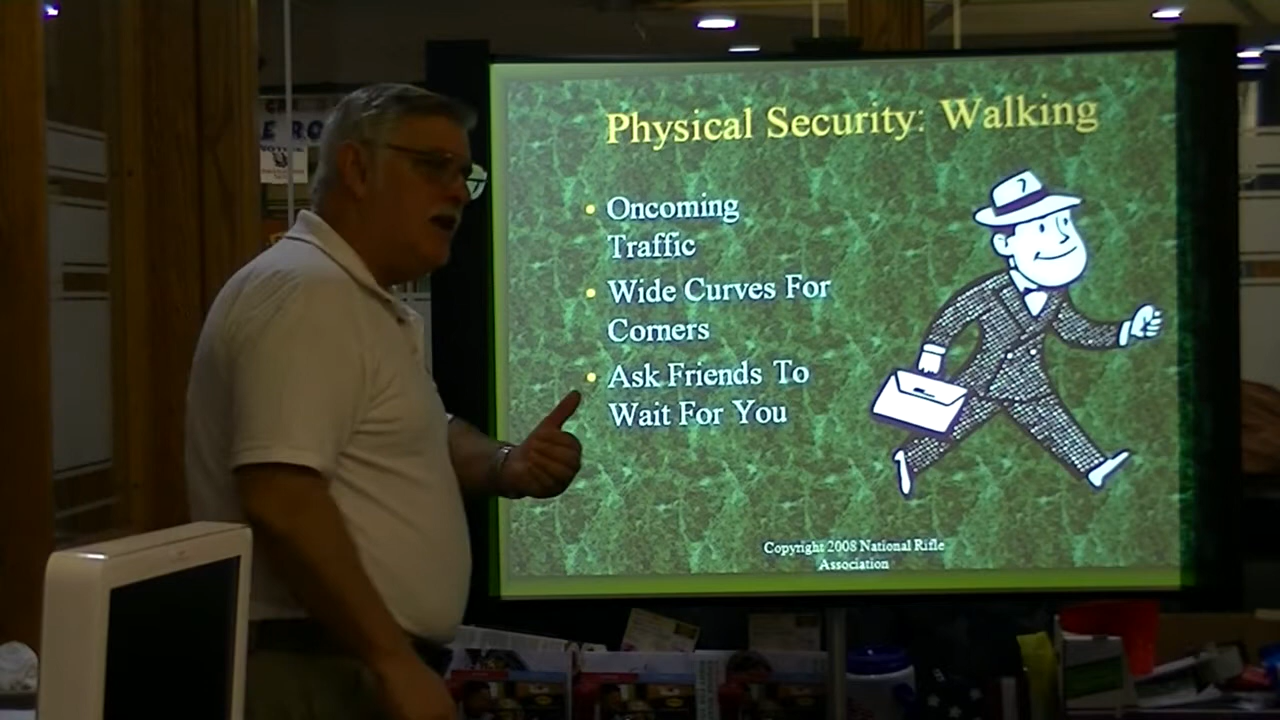 Physical Security: Walking
• Oncoming
Traffic
• Wide Curves For
Corners
• Ask Friends To
Wait For You
Copyright 2008 National Rifle
Association